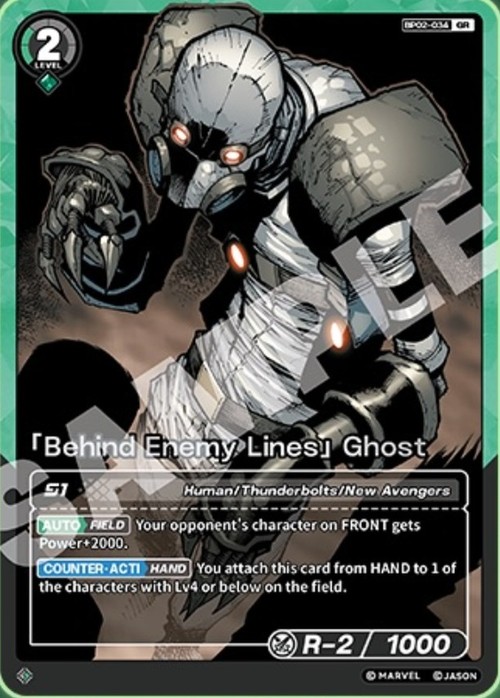 2
LEVEL
BP02-034 GR
SAMPLE
「Behind Enemy Lines」 Ghost
S1
Human/Thunderbolts/New Avengers
AUTO FIELD Your opponent's character on FRONT gets
Power+2000.
COUNTER・ACT1 HAND You attach this card from HAND to 1 of
the characters with Lv4 or below on the field.
R-2 / 1000
© MARVEL © JASON